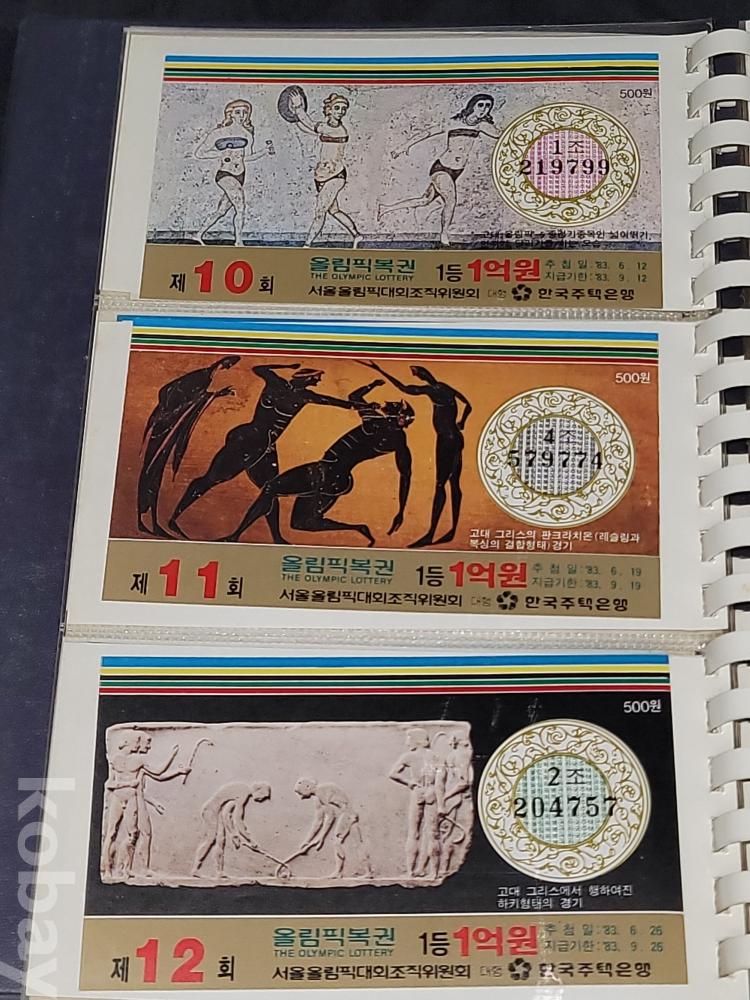 500원
1조
219799
제10회
올림픽복권
THE OLYMPIC LOTTERY
1등 1억원
추첨일:'83. 6. 12
지급기한:'83. 9. 12
서울올림픽대회조직위원회 대행 한국주택은행
500원
4조
579774
고대 그리스의 판크라치온(레슬링과
복싱의 결합형태)경기
제11회
올림픽복권
THE OLYMPIC LOTTERY
1등 1억원
추첨일:'83. 6. 19
지급기한:'83. 9. 19
서울올림픽대회조직위원회 대행 한국주택은행
500원
2조
204757
고대 그리스에서 행하여진
하키형태의 경기
제12회
올림픽복권
THE OLYMPIC LOTTERY
1등 1억원
추첨일:'83. 6. 26
지급기한:'83. 9. 26
서울올림픽대회조직위원회 대행 한국주택은행
kobay